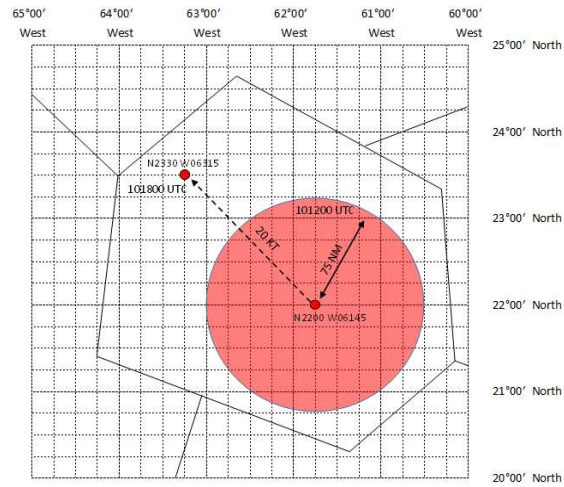 65°00' 64°00' 63°00' 62°00' 61°00' 60°00'
West West West West West West
25°00' North
24°00' North
N2330 W06315
101800 UTC
101200 UTC
23°00' North
20 KT
75 NM
22°00' North
N2200 W06145
21°00' North
20°00' North